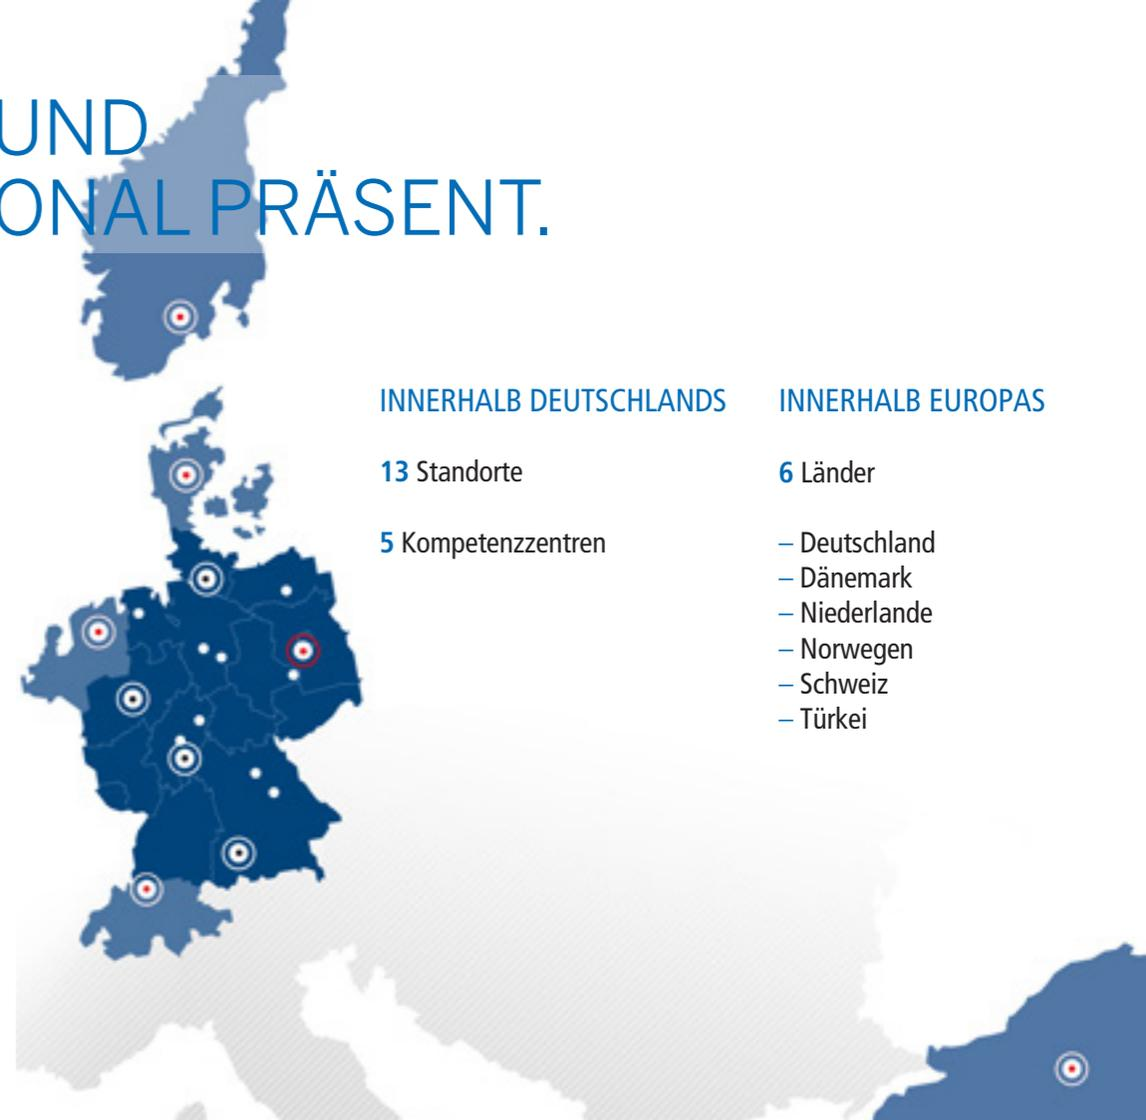 UND
ONAL PRÄSENT.
INNERHALB DEUTSCHLANDS
13 Standorte
5 Kompetenzzentren
INNERHALB EUROPAS
6 Länder
– Deutschland
– Dänemark
– Niederlande
– Norwegen
– Schweiz
– Türkei